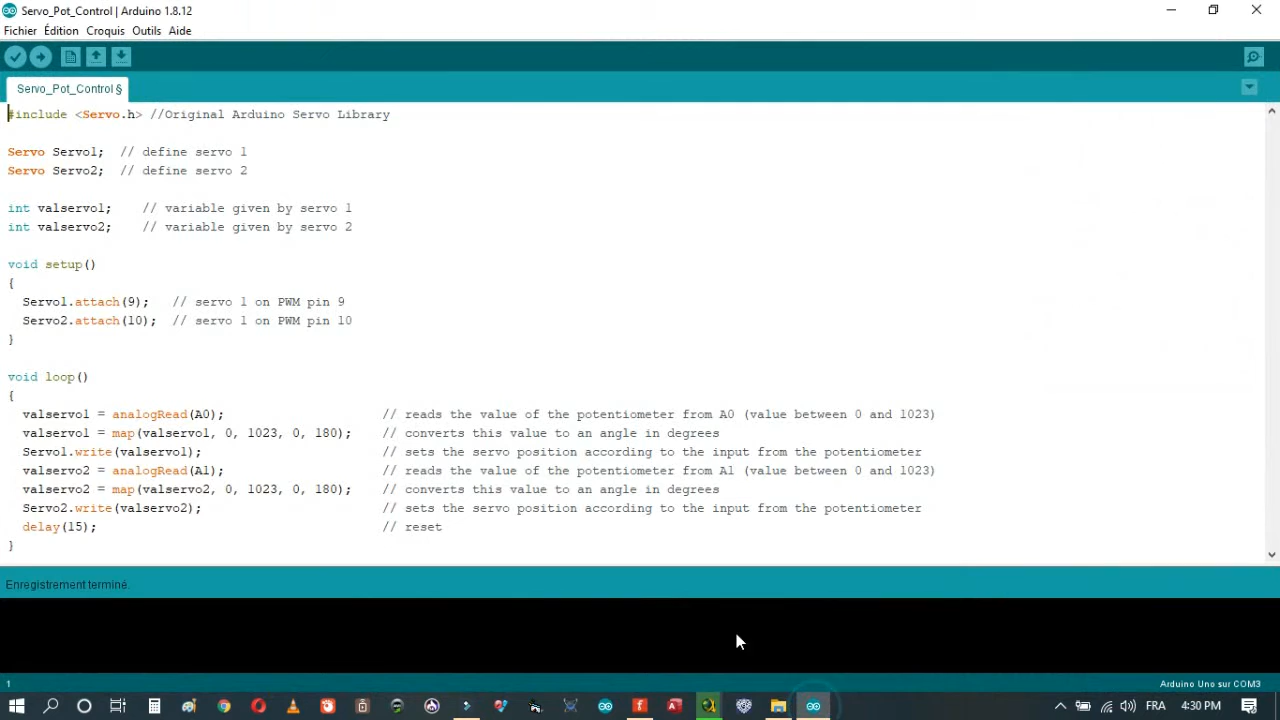 Servo_Pot_Control | Arduino 1.8.12
Fichier Édition Croquis Outils Aide
Servo_Pot_Control §
#include <Servo.h> //Original Arduino Servo Library
Servo Servo1; // define servo 1
Servo Servo2; // define servo 2
int valservo1; // variable given by servo 1
int valservo2; // variable given by servo 2
void setup()
{
Servo1.attach(9); // servo 1 on PWM pin 9
Servo2.attach(10); // servo 1 on PWM pin 10
}
void loop()
{
valservo1 = analogRead(A0); // reads the value of the potentiometer from A0 (value between 0 and 1023)
valservo1 = map(valservo1, 0, 1023, 0, 180); // converts this value to an angle in degrees
Servo1.write(valservo1); // sets the servo position according to the input from the potentiometer
valservo2 = analogRead(A1); // reads the value of the potentiometer from A1 (value between 0 and 1023)
valservo2 = map(valservo2, 0, 1023, 0, 180); // converts this value to an angle in degrees
Servo2.write(valservo2); // sets the servo position according to the input from the potentiometer
delay(15); // reset
}
Enregistrement terminé.
1 Arduino Uno sur COM3
FRA 4:30 PM